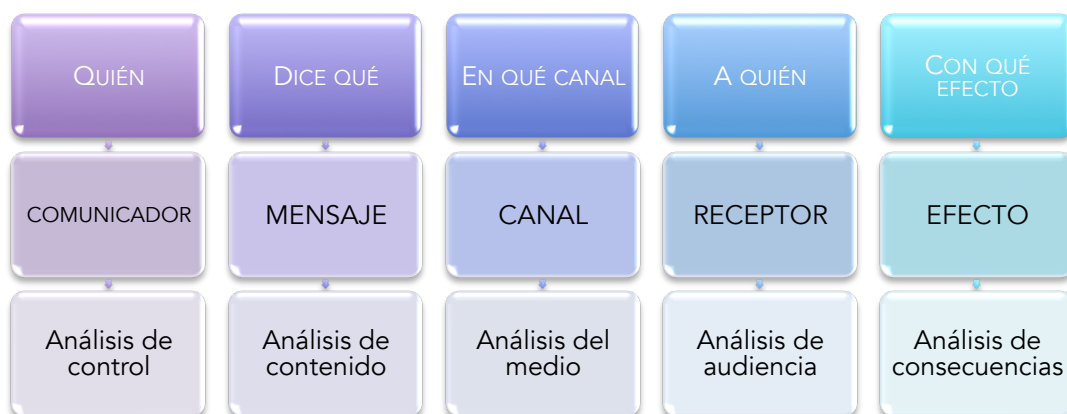 QUIÉN
DICE QUÉ
EN QUÉ CANAL
A QUIÉN
CON QUÉ
EFECTO
COMUNICADOR
MENSAJE
CANAL
RECEPTOR
EFECTO
Análisis de
control
Análisis de
contenido
Análisis del
medio
Análisis de
audiencia
Análisis de
consecuencias